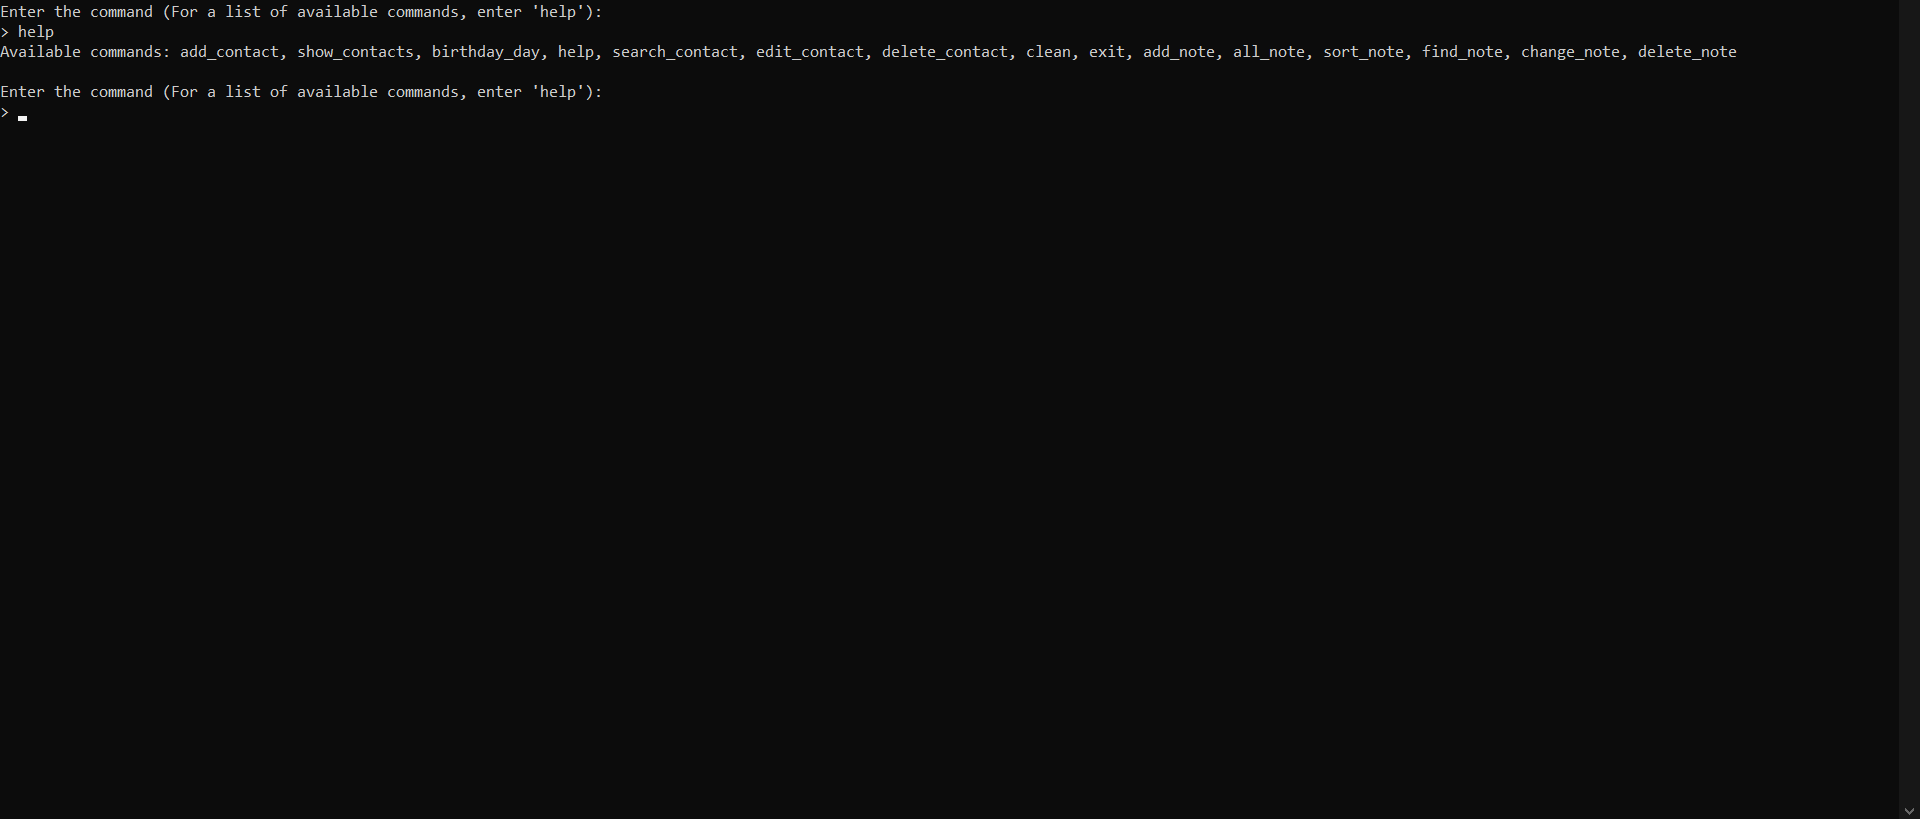 Enter the command (For a list of available commands, enter 'help'):
> help
Available commands: add_contact, show_contacts, birthday_day, help, search_contact, edit_contact, delete_contact, clean, exit, add_note, all_note, sort_note, find_note, change_note, delete_note
Enter the command (For a list of available commands, enter 'help'):
>